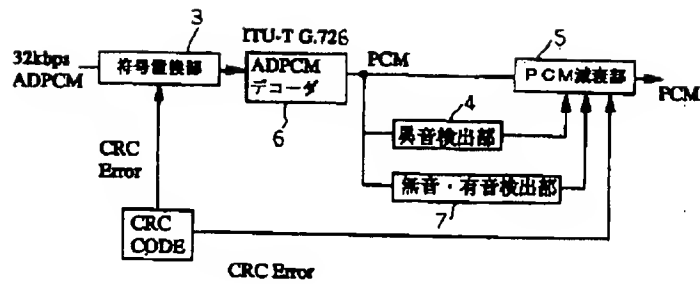 3
ITU-T G.726
5
32kbps
ADPCM
符号置換部
ADPCM
デコーダ
PCM
PCM減衰部
PCM
6
4
異音検出部
CRC
Error
無音・有音検出部
7
CRC
CODE
CRC Error